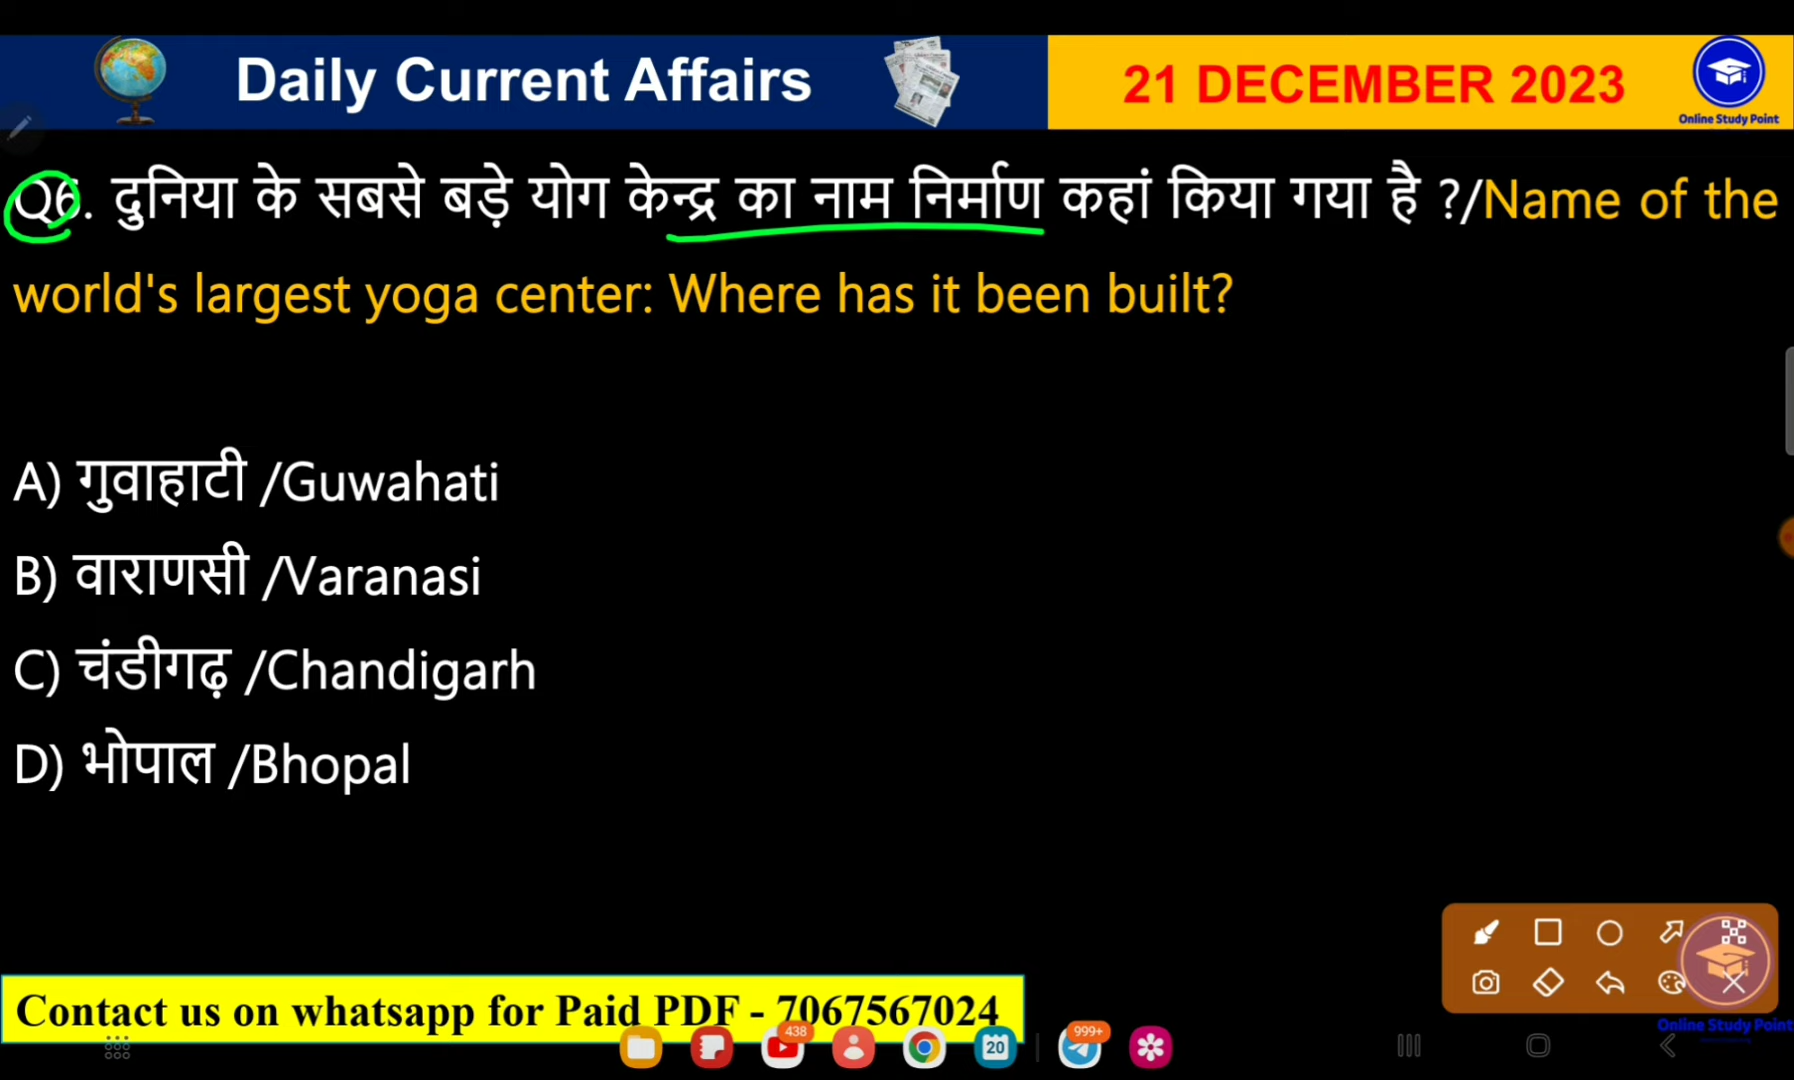 Daily Current Affairs
21 DECEMBER 2023
Online Study Point
Q6. दुनिया के सबसे बड़े योग केन्द्र का नाम निर्माण कहां किया गया है ?/Name of the
world's largest yoga center: Where has it been built?
A) गुवाहाटी /Guwahati
B) वाराणसी /Varanasi
C) चंडीगढ़ /Chandigarh
D) भोपाल /Bhopal
Contact us on whatsapp for Paid PDF - 7067567024
Online Study Point
438
20
999+